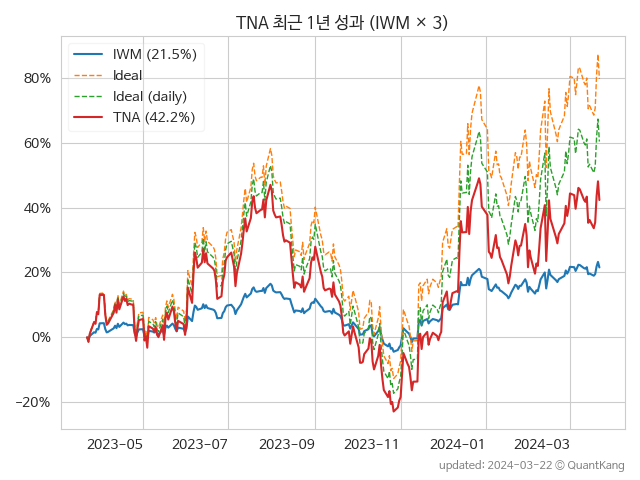 TNA 최근 1년 성과 (IWM × 3)
IWM (21.5%)
Ideal
Ideal (daily)
TNA (42.2%)
80%
60%
40%
20%
0%
−20%
2023−05
2023−07
2023−09
2023−11
2024−01
2024−03
updated: 2024-03-22 © QuantKang